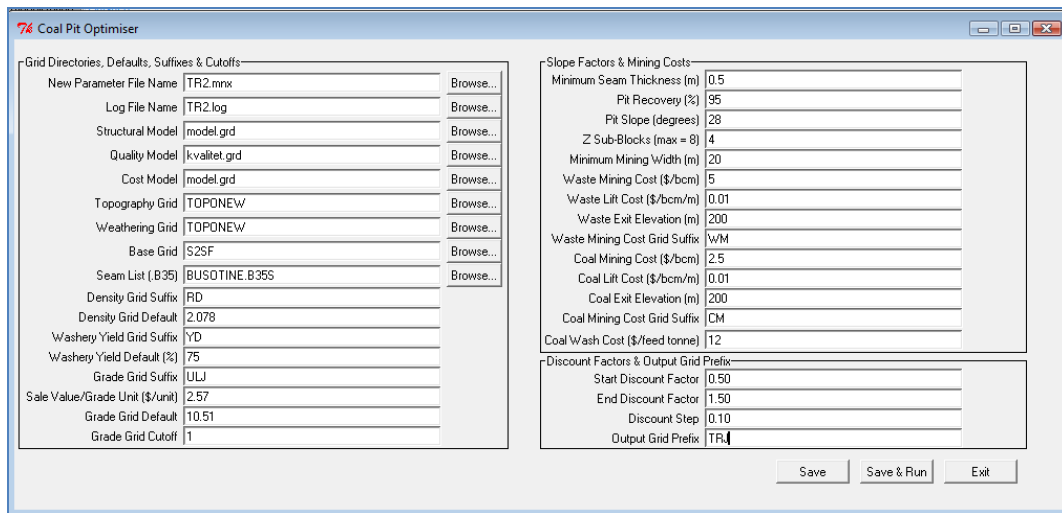 Coal Pit Optimiser
Grid Directories, Defaults, Suffixes & Cutoffs
New Parameter File Name TR2.mnx Browse...
Log File Name TR2.log Browse...
Structural Model model.grd Browse...
Quality Model kvalitet.grd Browse...
Cost Model model.grd Browse...
Topography Grid TOPONEW Browse...
Weathering Grid TOPONEW Browse...
Base Grid S2SF Browse...
Seam List (.B35) BUSOTINE.B35S Browse...
Density Grid Suffix RD
Density Grid Default 2.078
Washery Yield Grid Suffix YD
Washery Yield Default (%) 75
Grade Grid Suffix ULJ
Sale Value/Grade Unit ($/unit) 2.57
Grade Grid Default 10.51
Grade Grid Cutoff 1
Slope Factors & Mining Costs
Minimum Seam Thickness (m) 0.5
Pit Recovery (%) 95
Pit Slope (degrees) 28
Z Sub-Blocks (max = 8) 4
Minimum Mining Width (m) 20
Waste Mining Cost ($/bcm) 5
Waste Lift Cost ($/bcm/m) 0.01
Waste Exit Elevation (m) 200
Waste Mining Cost Grid Suffix WM
Coal Mining Cost ($/bcm) 2.5
Coal Lift Cost ($/bcm/m) 0.01
Coal Exit Elevation (m) 200
Coal Mining Cost Grid Suffix CM
Coal Wash Cost ($/feed tonne) 12
Discount Factors & Output Grid Prefix
Start Discount Factor 0.50
End Discount Factor 1.50
Discount Step 0.10
Output Grid Prefix TRJ
Save Save & Run Exit